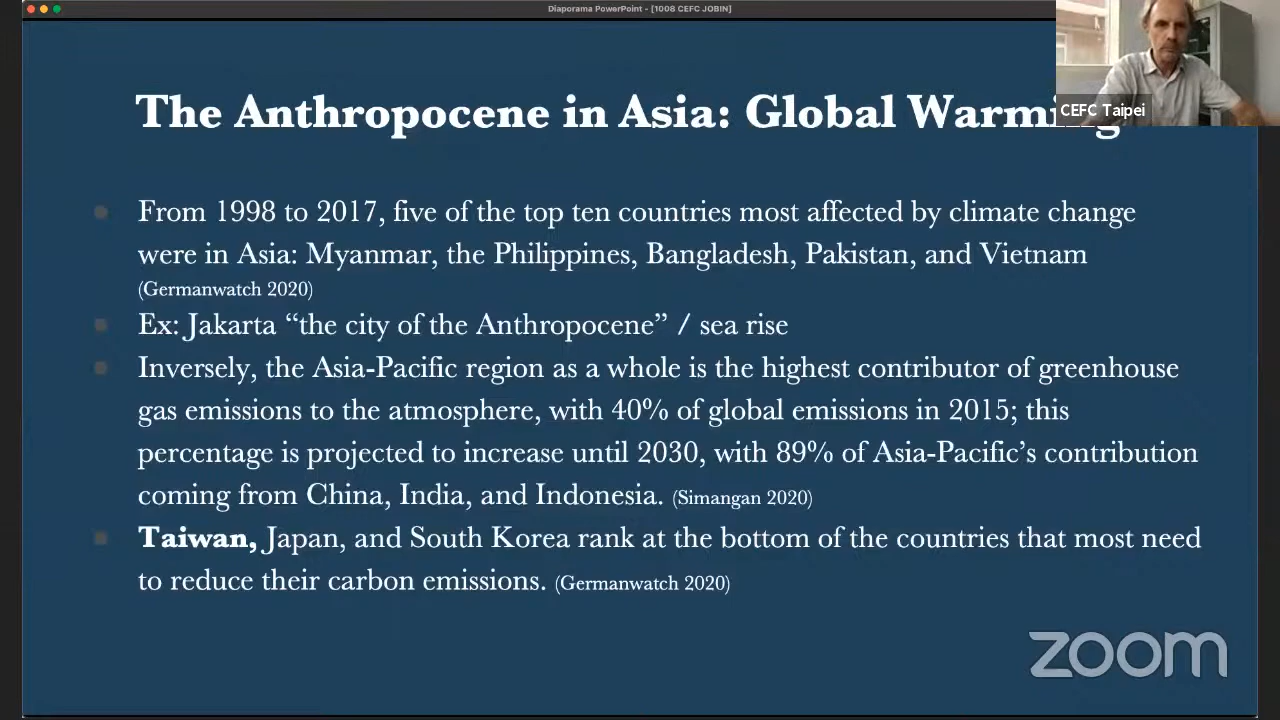 Diaporama PowerPoint - [1008 CEFC JOBIN]
The Anthropocene in Asia: Global Warming
CEFC Taipei
From 1998 to 2017, five of the top ten countries most affected by climate change
were in Asia: Myanmar, the Philippines, Bangladesh, Pakistan, and Vietnam
(Germanwatch 2020)
Ex: Jakarta “the city of the Anthropocene” / sea rise
Inversely, the Asia-Pacific region as a whole is the highest contributor of greenhouse
gas emissions to the atmosphere, with 40% of global emissions in 2015; this
percentage is projected to increase until 2030, with 89% of Asia-Pacific’s contribution
coming from China, India, and Indonesia. (Simangan 2020)
Taiwan, Japan, and South Korea rank at the bottom of the countries that most need
to reduce their carbon emissions. (Germanwatch 2020)
zoom